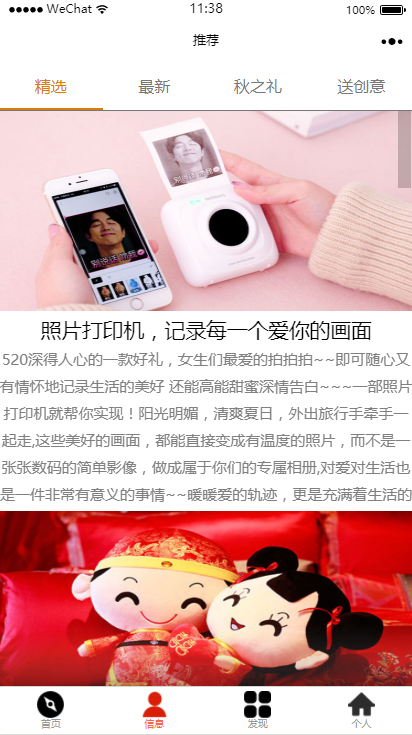 WeChat 11:38 100%
推荐
精选 最新 秋之礼 送创意
别说话吻我
照片打印机，记录每一个爱你的画面
520深得人心的一款好礼，女生们最爱的拍拍拍~~即可随心又
有情怀地记录生活的美好 还能高能甜蜜深情告白~~~一部照片
打印机就帮你实现！阳光明媚，清爽夏日，外出旅行手牵手一
起走,这些美好的画面，都能直接变成有温度的照片，而不是一
张张数码的简单影像，做成属于你们的专属相册,对爱对生活也
是一件非常有意义的事情~~暖暖爱的轨迹，更是充满着生活的
首页 信息 发现 个人